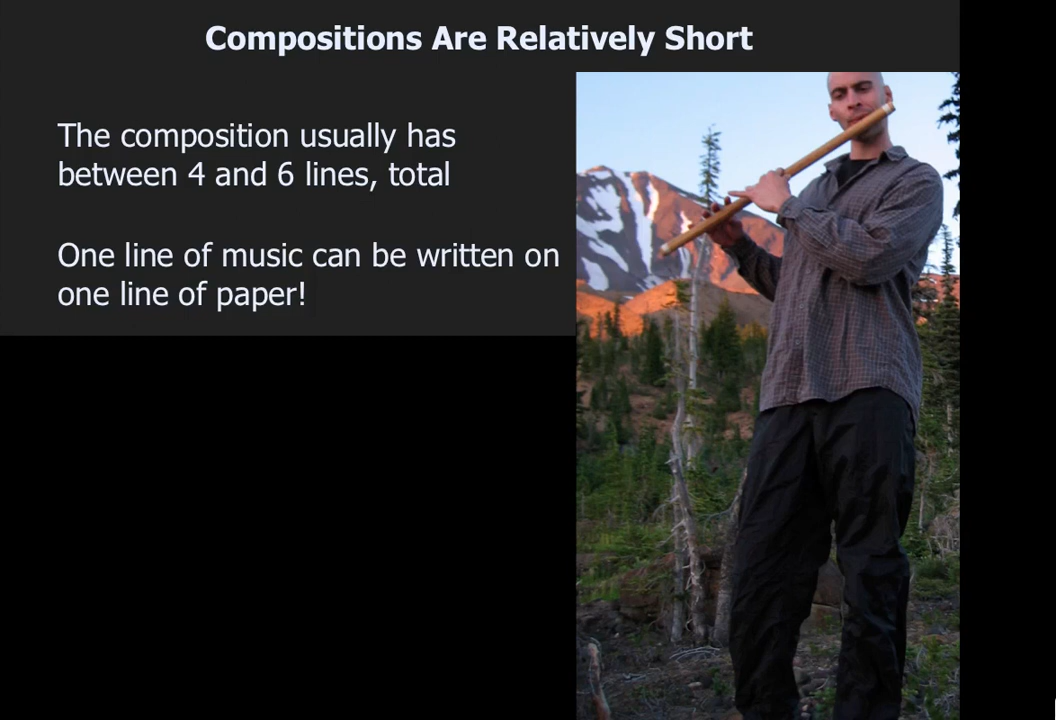 Compositions Are Relatively Short
The composition usually has
between 4 and 6 lines, total
One line of music can be written on
one line of paper!